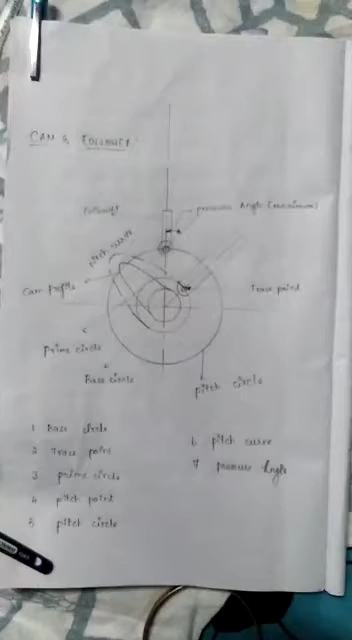 CAM & FOLLOWER
Follower
pressure Angle (maximum)
pitch curve
Cam profile
Trace point
prime circle
Base circle
pitch circle
1 Base circle
2 Trace point
3 prime circle
4 pitch point
5 pitch circle
6 pitch curve
7 pressure Angle